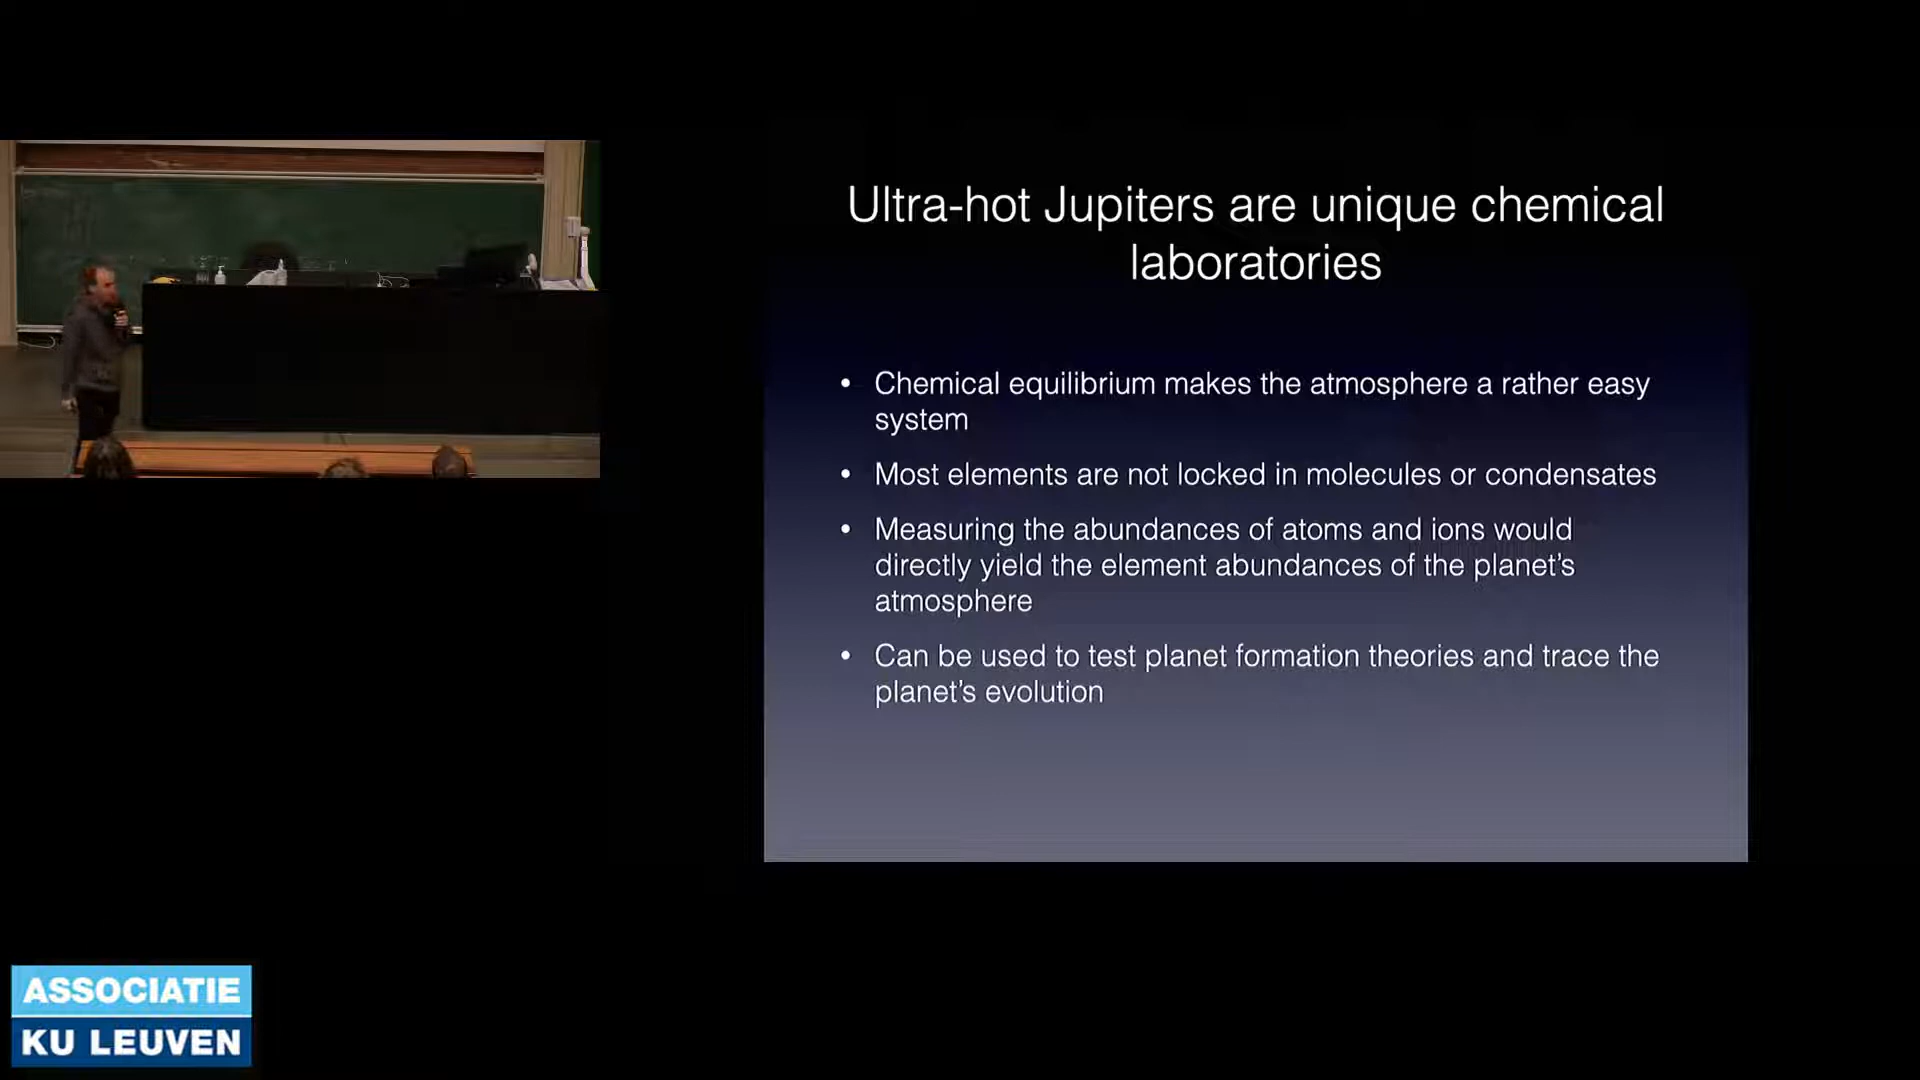 Ultra-hot Jupiters are unique chemical
laboratories
• Chemical equilibrium makes the atmosphere a rather easy
system
• Most elements are not locked in molecules or condensates
• Measuring the abundances of atoms and ions would
directly yield the element abundances of the planet's
atmosphere
• Can be used to test planet formation theories and trace the
planet's evolution
ASSOCIATIE
KU LEUVEN